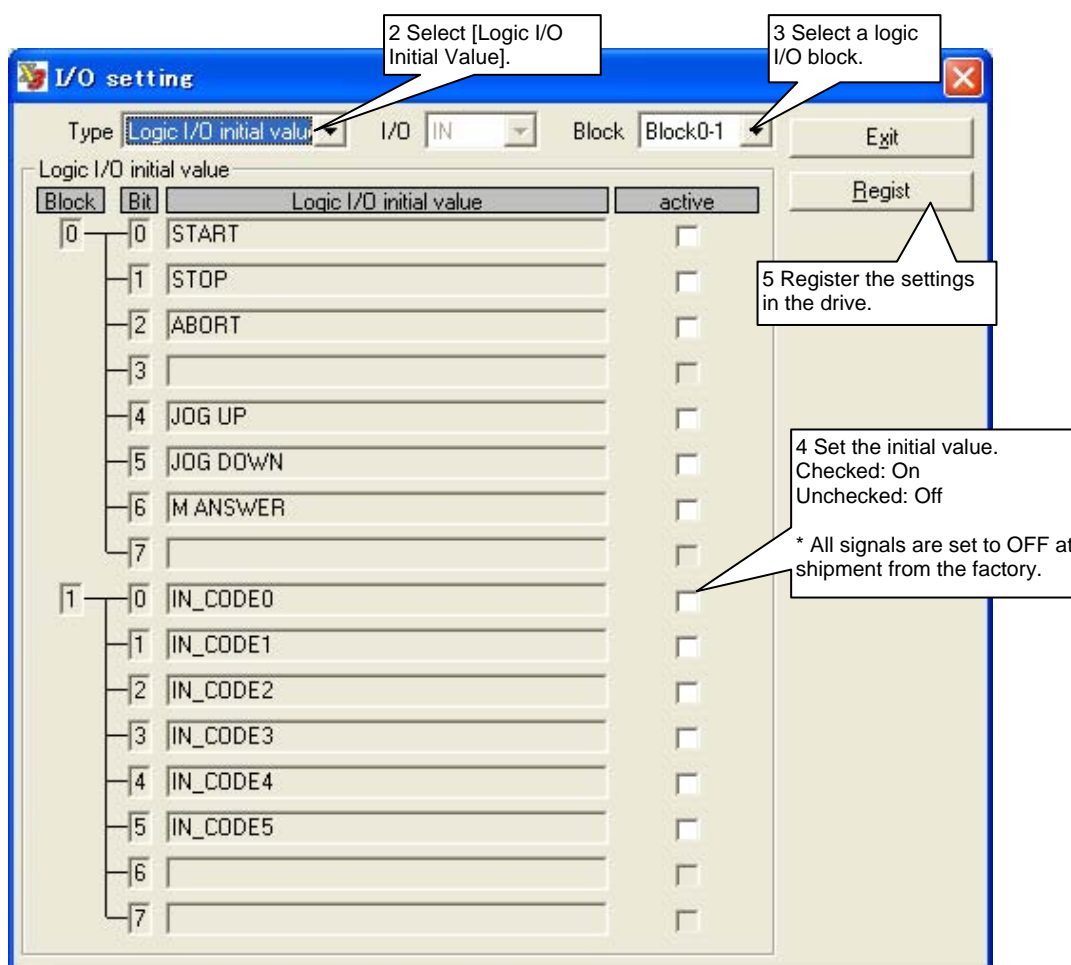 2 Select [Logic I/O
Initial Value].
3 Select a logic
I/O block.
I/O setting
Type Logic I/O initial valu I/O IN Block Block0-1 Exit
Logic I/O initial value
Block Bit Logic I/O initial value active Regist
0 0 START
1 STOP
5 Register the settings
in the drive.
2 ABORT
3
4 JOG UP
5 JOG DOWN
4 Set the initial value.
Checked: On
Unchecked: Off
* All signals are set to OFF at
shipment from the factory.
6 M ANSWER
7
1 0 IN_CODE0
1 IN_CODE1
2 IN_CODE2
3 IN_CODE3
4 IN_CODE4
5 IN_CODE5
6
7